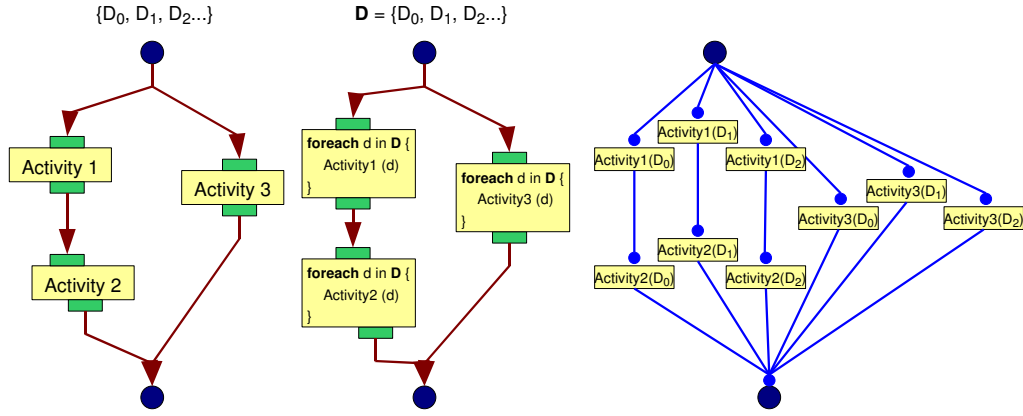 {D0, D1, D2...}
Activity 1
Activity 3
Activity 2
D = {D0, D1, D2...}
foreach d in D {
Activity1 (d)
}
foreach d in D {
Activity3 (d)
}
foreach d in D {
Activity2 (d)
}
Activity1(D1)
Activity1(D0)
Activity1(D2)
Activity3(D1)
Activity3(D0)
Activity3(D2)
Activity2(D1)
Activity2(D0)
Activity2(D2)